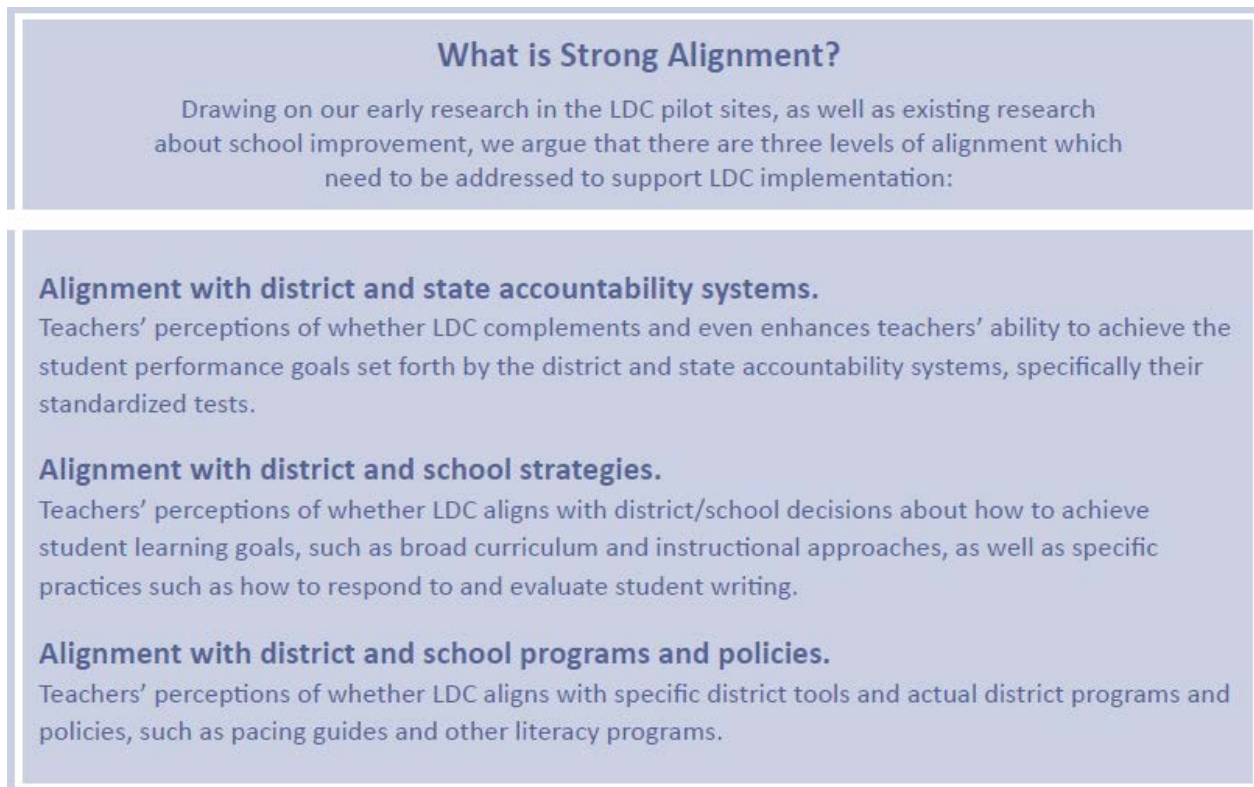 What is Strong Alignment?
Drawing on our early research in the LDC pilot sites, as well as existing research
about school improvement, we argue that there are three levels of alignment which
need to be addressed to support LDC implementation:
Alignment with district and state accountability systems.
Teachers’ perceptions of whether LDC complements and even enhances teachers’ ability to achieve the
student performance goals set forth by the district and state accountability systems, specifically their
standardized tests.
Alignment with district and school strategies.
Teachers’ perceptions of whether LDC aligns with district/school decisions about how to achieve
student learning goals, such as broad curriculum and instructional approaches, as well as specific
practices such as how to respond to and evaluate student writing.
Alignment with district and school programs and policies.
Teachers’ perceptions of whether LDC aligns with specific district tools and actual district programs and
policies, such as pacing guides and other literacy programs.